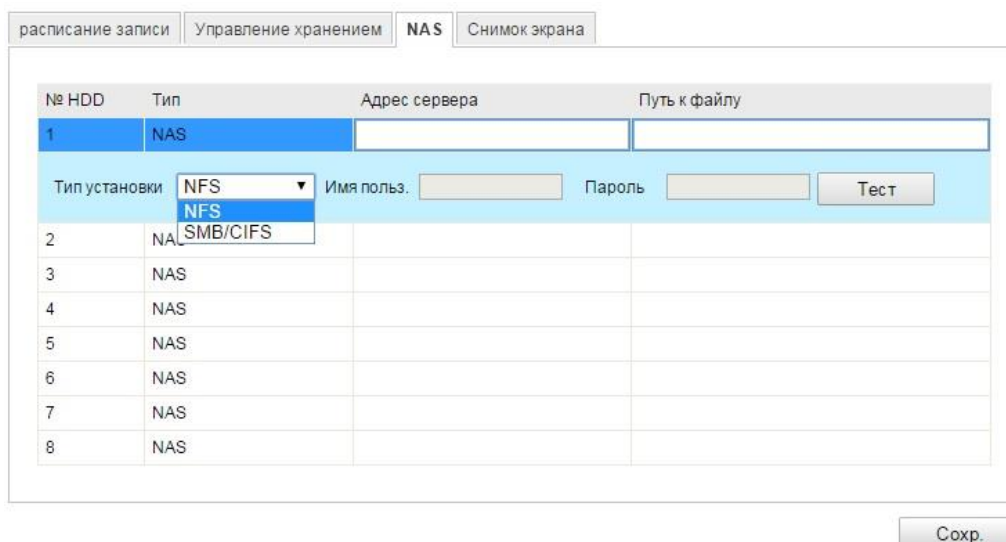 расписание записи Управление хранением NAS Снимок экрана
№ HDD Тип Адрес сервера Путь к файлу
1 NAS
Тип установки NFS Имя польз. Пароль Тест
NFS
SMB/CIFS
2 NA
3 NAS
4 NAS
5 NAS
6 NAS
7 NAS
8 NAS
Сохр.